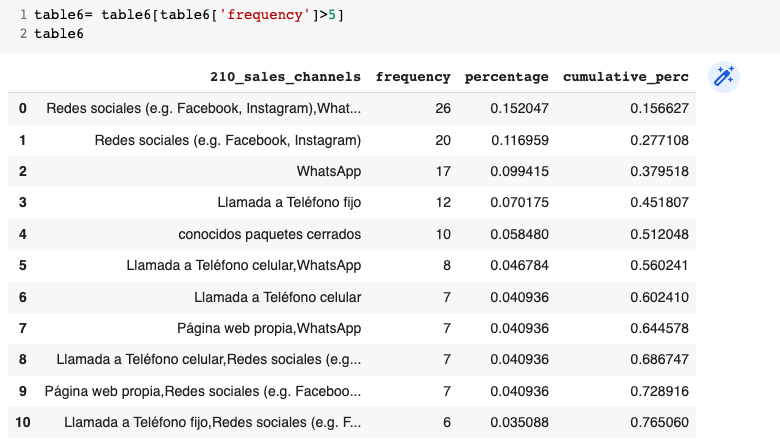 1 table6= table6[table6['frequency']>5]
2 table6
210_sales_channels frequency percentage cumulative_perc
0 Redes sociales (e.g. Facebook, Instagram),What... 26 0.152047 0.156627
1 Redes sociales (e.g. Facebook, Instagram) 20 0.116959 0.277108
2 WhatsApp 17 0.099415 0.379518
3 Llamada a Teléfono fijo 12 0.070175 0.451807
4 conocidos paquetes cerrados 10 0.058480 0.512048
5 Llamada a Teléfono celular,WhatsApp 8 0.046784 0.560241
6 Llamada a Teléfono celular 7 0.040936 0.602410
7 Página web propia,WhatsApp 7 0.040936 0.644578
8 Llamada a Teléfono celular,Redes sociales (e.g... 7 0.040936 0.686747
9 Página web propia,Redes sociales (e.g. Faceboo... 7 0.040936 0.728916
10 Llamada a Teléfono fijo,Redes sociales (e.g. F... 6 0.035088 0.765060